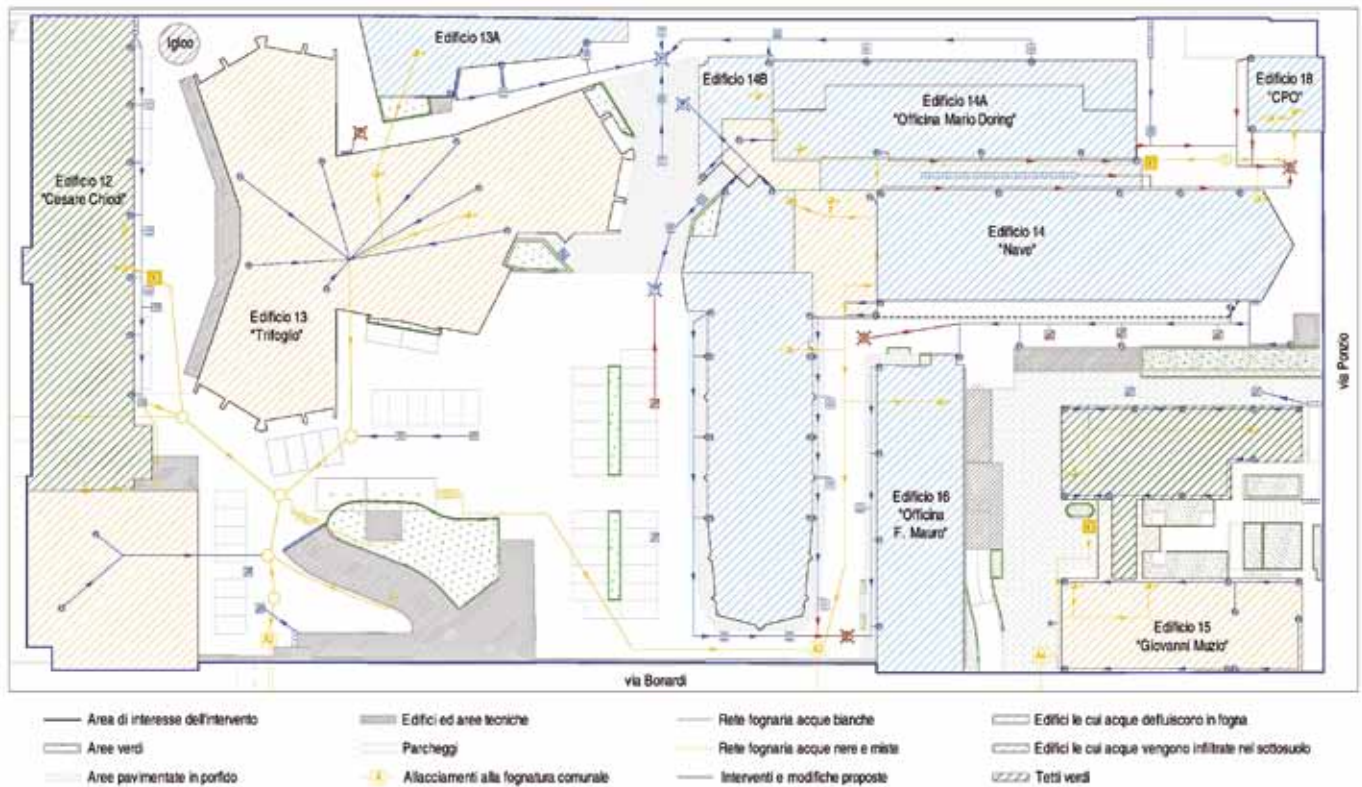 Igloo
Edificio 13A
Edificio 14B
Edificio 18
"CPO"
Edificio 14A
"Officina Mario Doring"
Edificio 12
"Cesare Chiodi"
Edificio 14
"Nave"
Edificio 13
"Trifoglio"
via Ponzio
Edificio 16
"Officina
F. Mauro"
Edificio 15
"Giovanni Muzio"
via Bonardi
Area di interesse dell'intervento
Aree verdi
Aree pavimentate in porfido
Edifici ed aree tecniche
Parcheggi
A Allacciamenti alla fognatura comunale
Rete fognaria acque bianche
Rete fognaria acque nere e miste
Interventi e modifiche proposte
Edifici le cui acque defluiscono in fogna
Edifici le cui acque vengono infiltrate nel sottosuolo
Tetti verdi